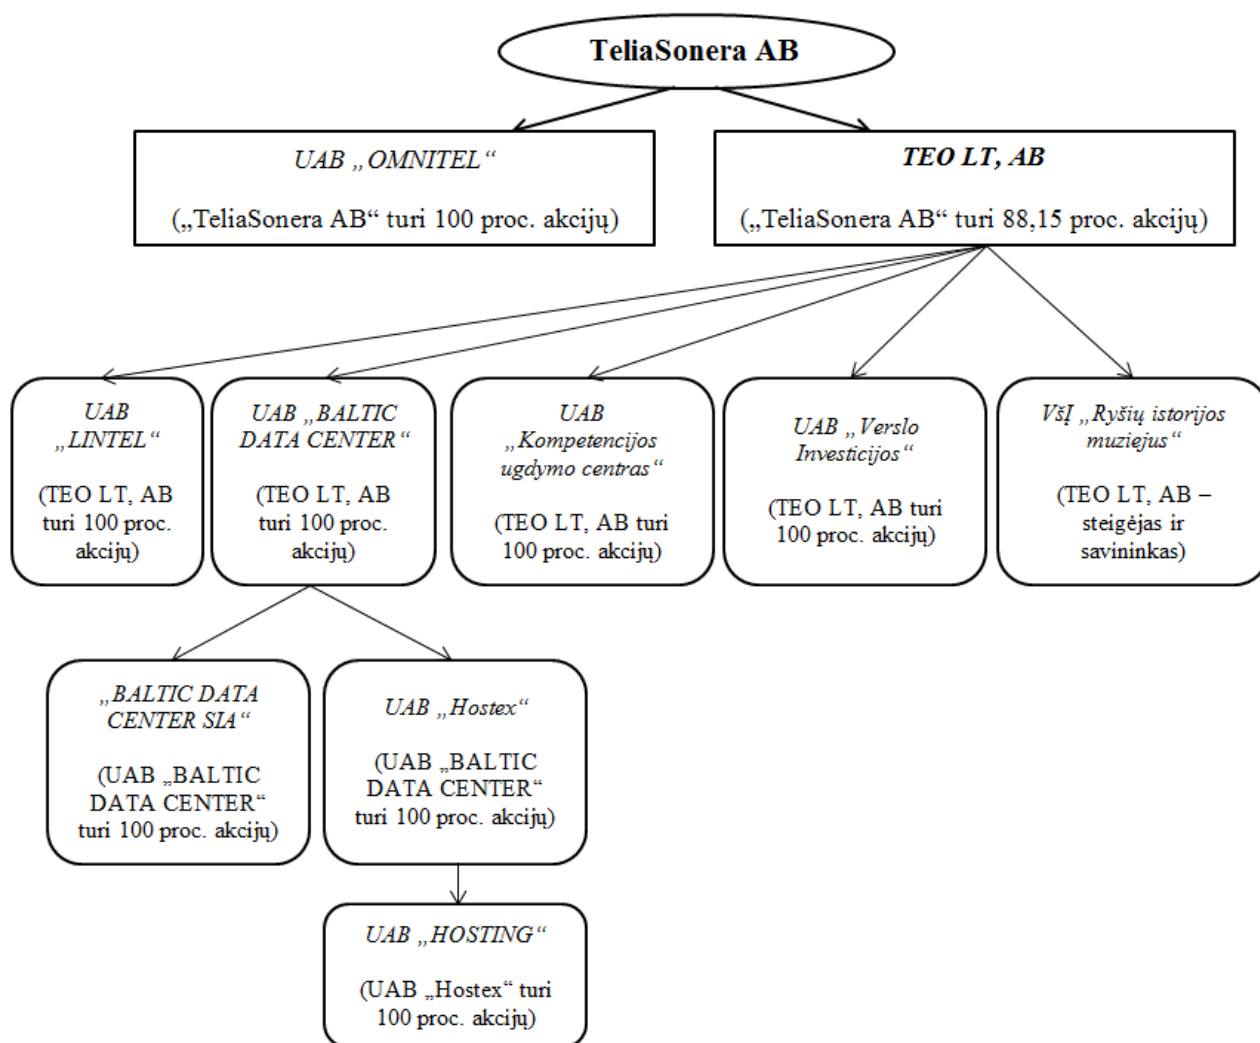 TeliaSonera AB
UAB „OMNITEL“
(„TeliaSonera AB“ turi 100 proc. akcijų)
TEO LT, AB
(„TeliaSonera AB“ turi 88,15 proc. akcijų)
UAB
„LINTEL“
(TEO LT, AB
turi 100 proc.
akcijų)
UAB „BALTIC
DATA CENTER“
(TEO LT, AB
turi 100 proc.
akcijų)
UAB
„Kompetencijos
ugdymo centras“
(TEO LT, AB turi
100 proc. akcijų)
UAB „Verslo
Investicijos“
(TEO LT, AB turi
100 proc. akcijų)
VšĮ „Ryšių istorijos
muziejus“
(TEO LT, AB –
steigėjas ir
savininkas)
„BALTIC DATA
CENTER SIA“
(UAB „BALTIC
DATA CENTER“
turi 100 proc. akcijų)
UAB „Hostex“
(UAB „BALTIC
DATA CENTER“
turi 100 proc. akcijų)
UAB „HOSTING“
(UAB „Hostex“ turi
100 proc. akcijų)